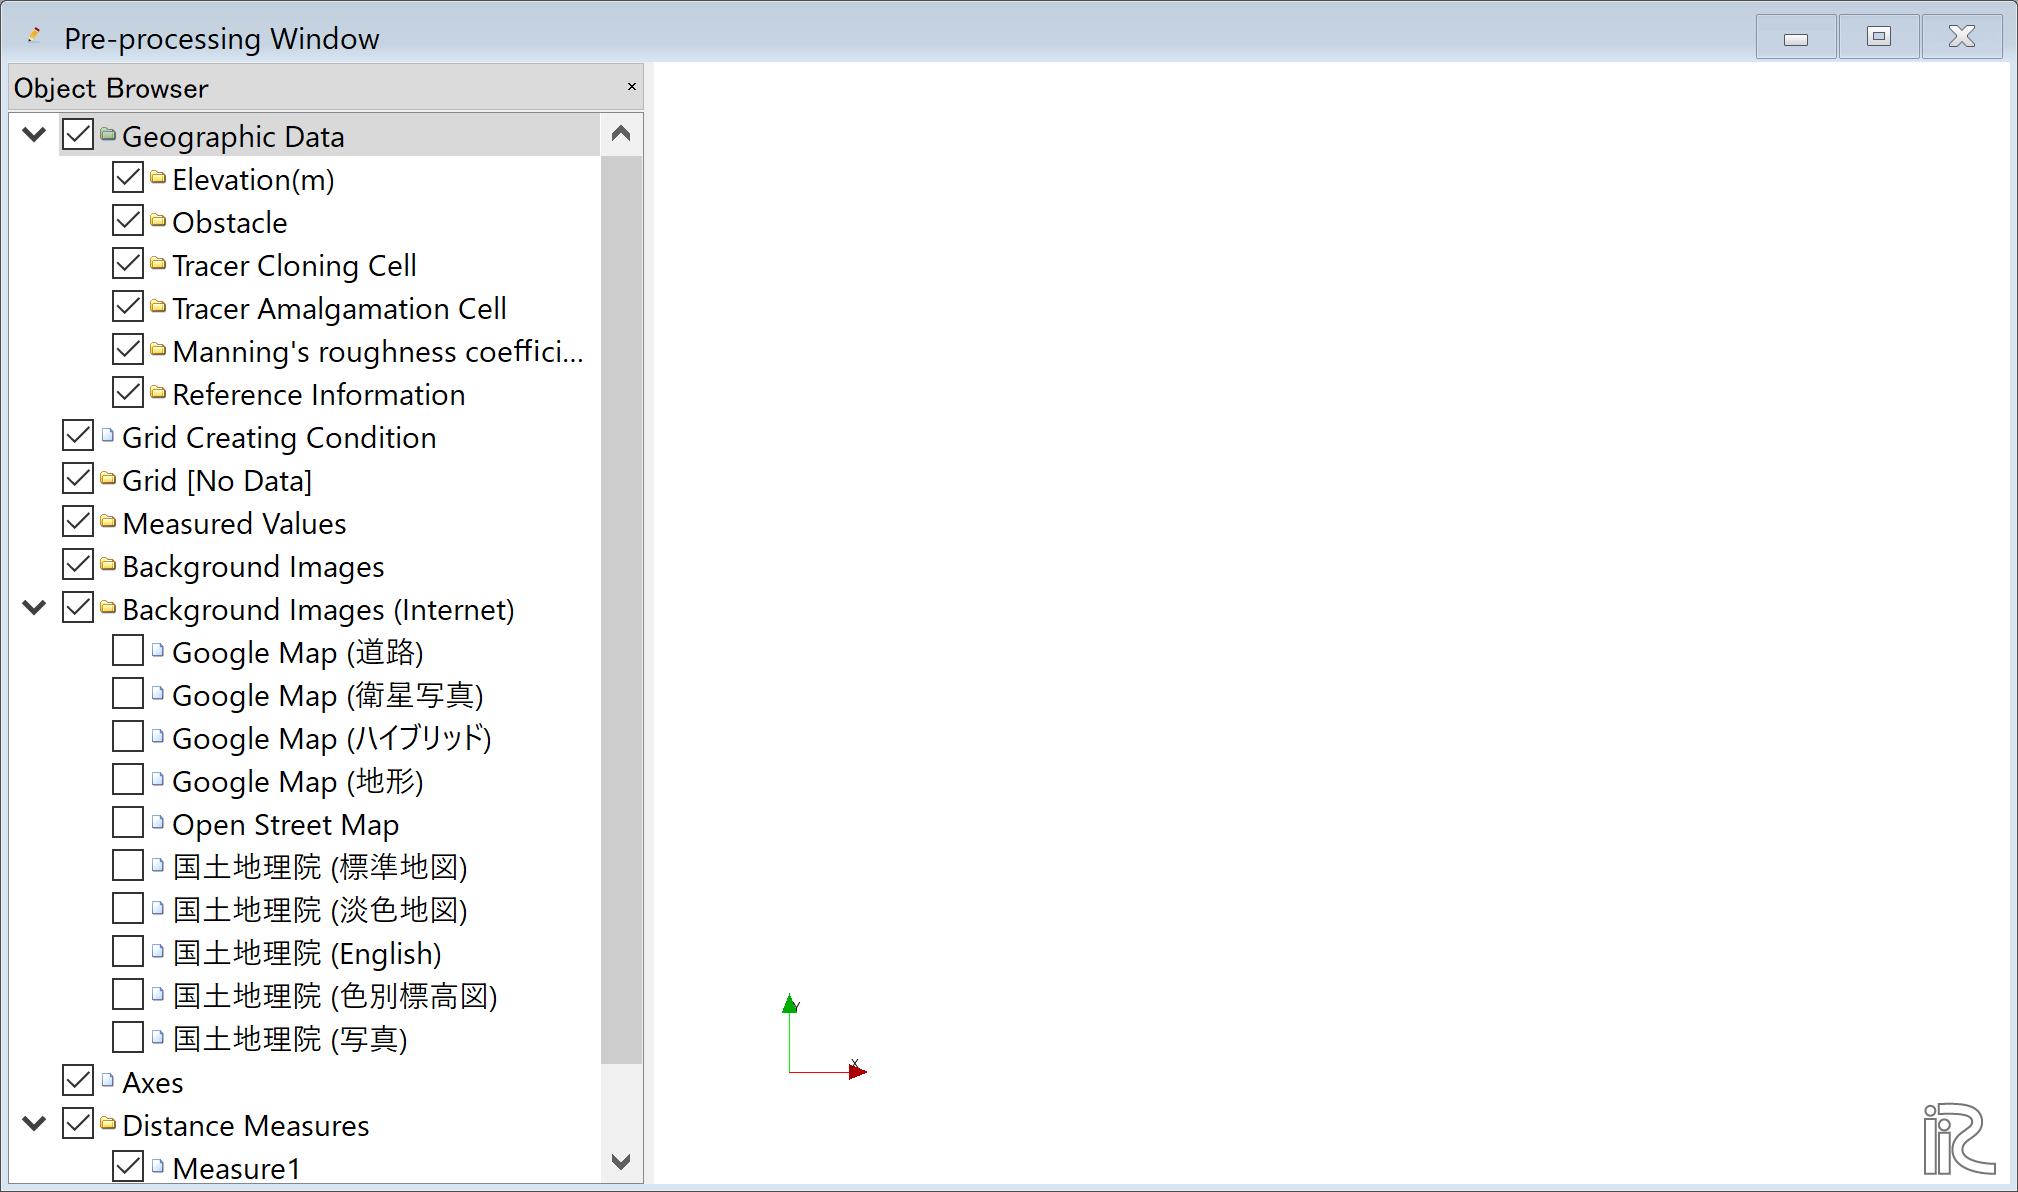 Pre-processing Window
Object Browser
Geographic Data
Elevation(m)
Obstacle
Tracer Cloning Cell
Tracer Amalgamation Cell
Manning's roughness coeffici...
Reference Information
Grid Creating Condition
Grid [No Data]
Measured Values
Background Images
Background Images (Internet)
Google Map (道路)
Google Map (衛星写真)
Google Map (ハイブリッド)
Google Map (地形)
Open Street Map
国土地理院 (標準地図)
国土地理院 (淡色地図)
国土地理院 (English)
国土地理院 (色別標高図)
国土地理院 (写真)
Axes
Distance Measures
Measure1
Y
X
iRIC